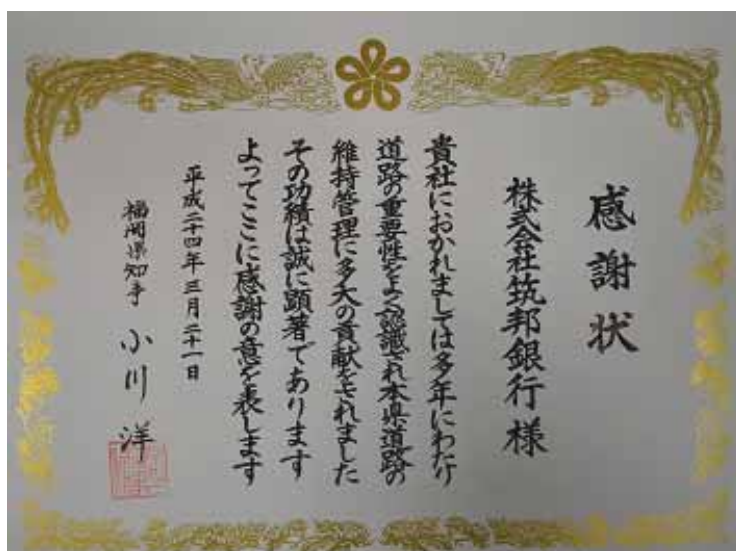 感謝状
株式会社筑邦銀行様
貴社におかれましては多年にわたり
道路の重要性をよく認識され本県道路の
維持管理に多大の貢献をされました
その功績は誠に顕著であります
よってここに感謝の意を表します
平成二十四年三月二十一日
福岡県知事 小川 洋